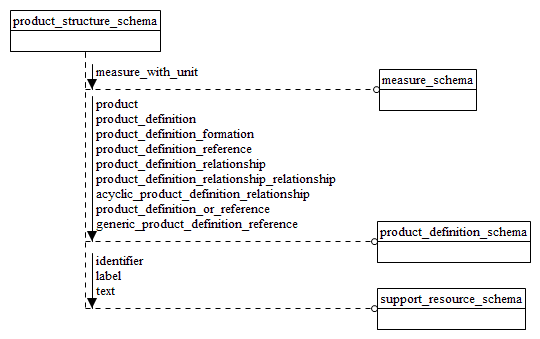 product_structure_schema
measure_with_unit
measure_schema
product
product_definition
product_definition_formation
product_definition_reference
product_definition_relationship
product_definition_relationship_relationship
acyclic_product_definition_relationship
product_definition_or_reference
generic_product_definition_reference
product_definition_schema
identifier
label
text
support_resource_schema